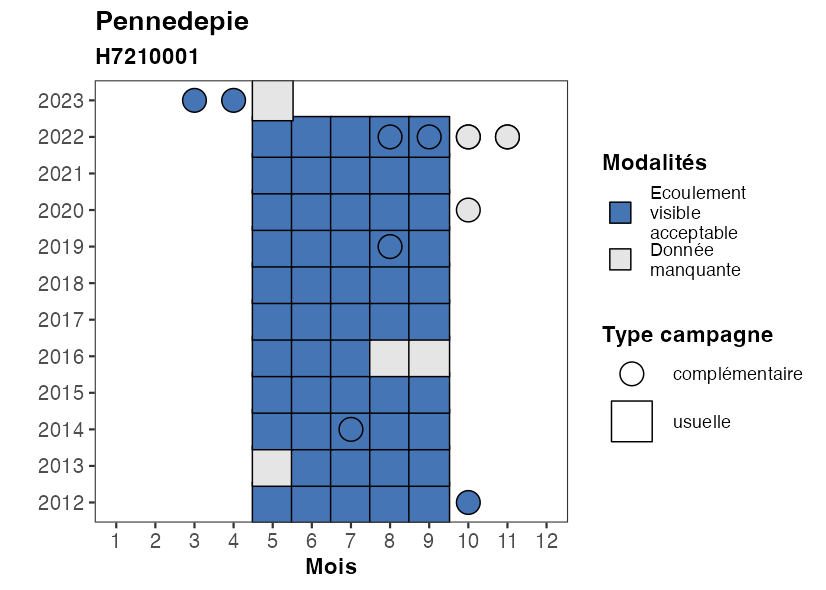 Pennedepie
H7210001
2023
2022
2021
2020
2019
2018
2017
2016
2015
2014
2013
2012
1 2 3 4 5 6 7 8 9 10 11 12
Mois
Modalités
Ecoulement
visible
acceptable
Donnée
manquante
Type campagne
complémentaire
usuelle